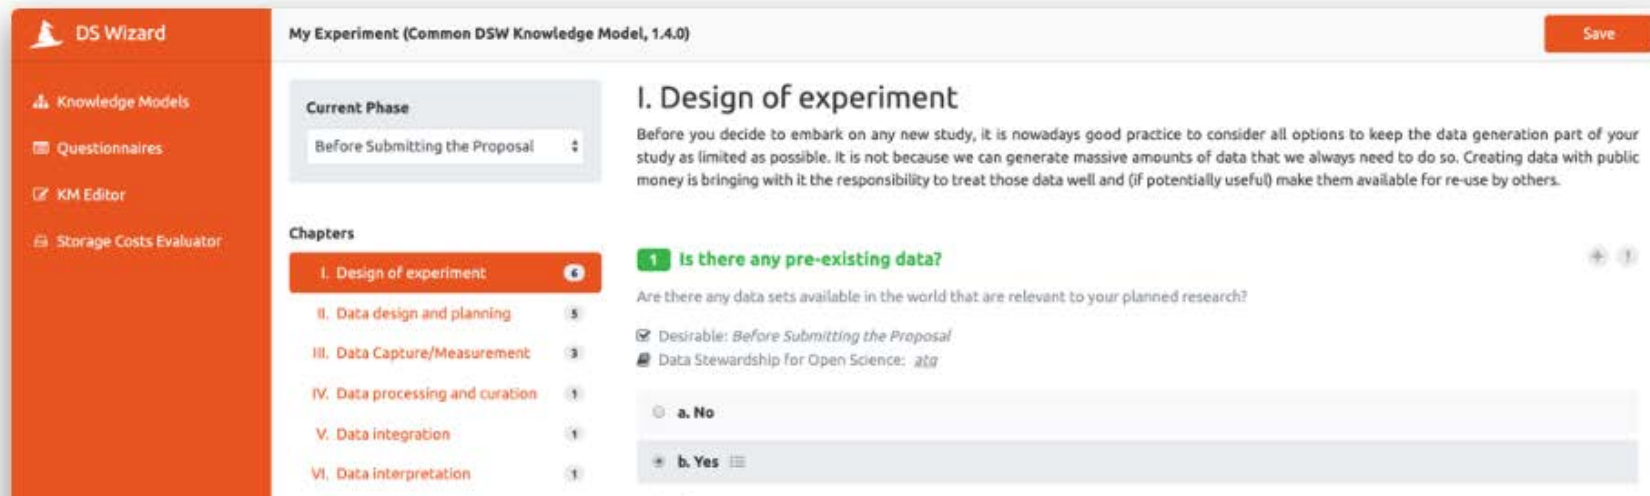 DS Wizard
My Experiment (Common DSW Knowledge Model, 1.4.0)
Save
Knowledge Models
Questionnaires
KM Editor
Storage Costs Evaluator
Current Phase
Before Submitting the Proposal
Chapters
I. Design of experiment 6
II. Data design and planning 5
III. Data Capture/Measurement 3
IV. Data processing and curation 1
V. Data integration 1
VI. Data interpretation 1
I. Design of experiment
Before you decide to embark on any new study, it is nowadays good practice to consider all options to keep the data generation part of your
study as limited as possible. It is not because we can generate massive amounts of data that we always need to do so. Creating data with public
money is bringing with it the responsibility to treat those data well and (if potentially useful) make them available for re-use by others.
1 Is there any pre-existing data?
Are there any data sets available in the world that are relevant to your planned research?
Desirable: Before Submitting the Proposal
Data Stewardship for Open Science: atq
a. No
b. Yes